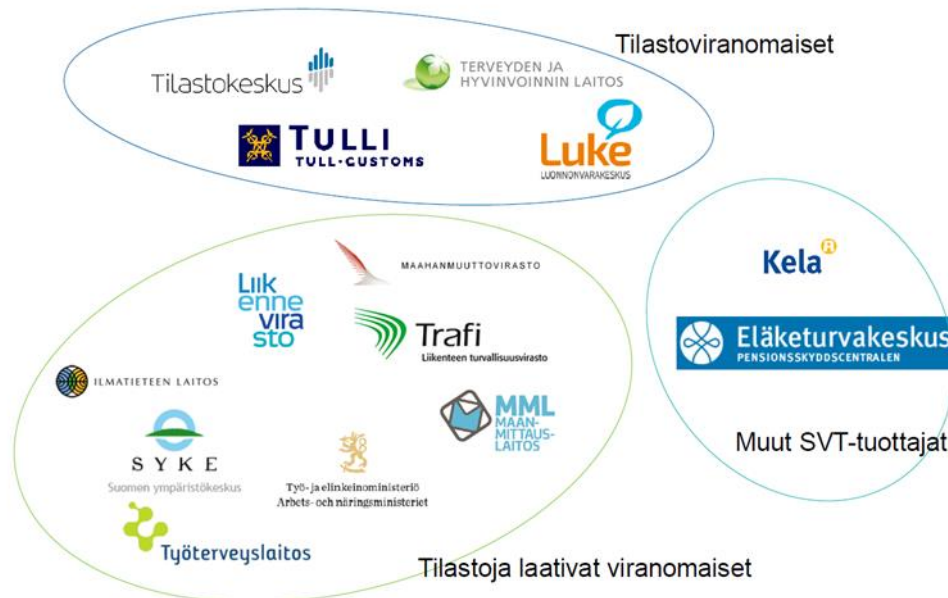 Tilastoviranomaiset
Tilastokeskus
TERVEYDEN JA
HYVINVOINNIN LAITOS
TULLI
TULL·CUSTOMS
Luke
LUONNONVARAKESKUS
MAAHANMUUTTOVIRASTO
Liik
enne
vira
sto
Trafi
Liikenteen turvallisuusvirasto
ILMATIETEEN LAITOS
MML
MAAN-
MITTAUS-
LAITOS
SYKE
Suomen ympäristökeskus
Työ- ja elinkeinoministeriö
Arbets- och näringsministeriet
Työterveyslaitos
Tilastoja laativat viranomaiset
Kela
Eläketurvakeskus
PENSIONSSKYDDSCENTRALEN
Muut SVT-tuottajat